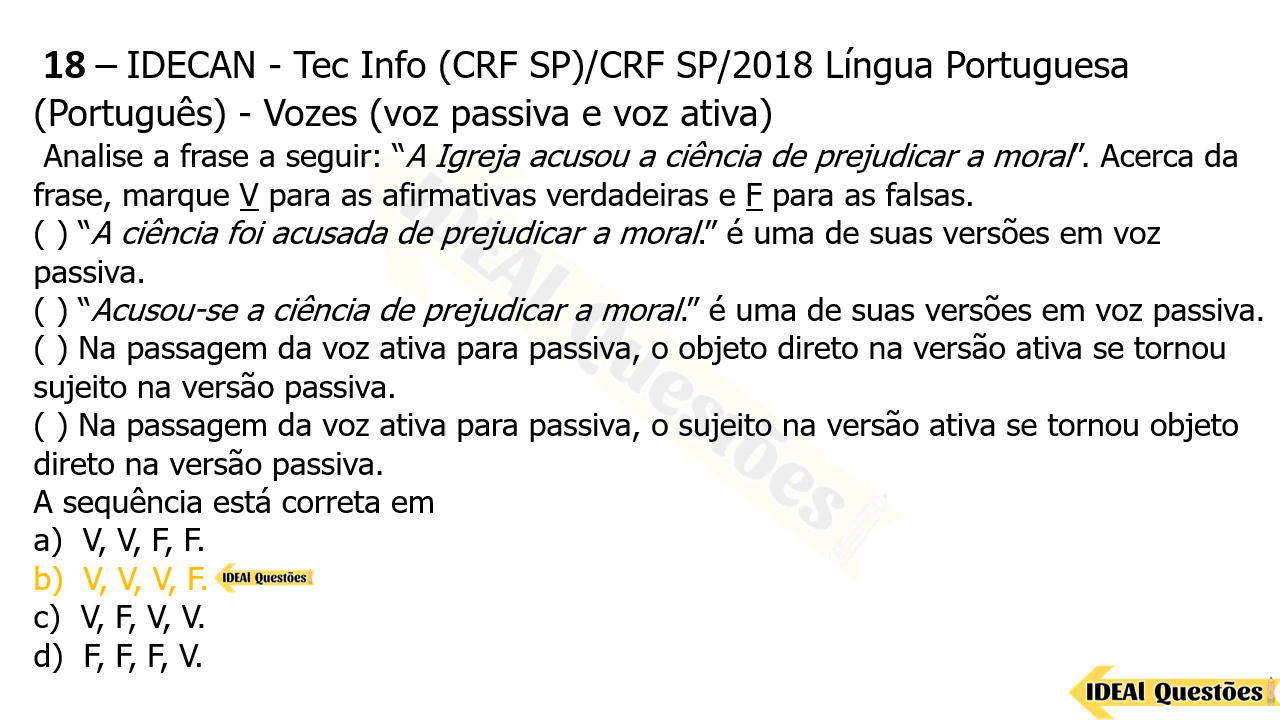 18 – IDECAN - Tec Info (CRF SP)/CRF SP/2018 Língua Portuguesa
(Português) - Vozes (voz passiva e voz ativa)
Analise a frase a seguir: “A Igreja acusou a ciência de prejudicar a moral”. Acerca da
frase, marque V para as afirmativas verdadeiras e F para as falsas.
( ) “A ciência foi acusada de prejudicar a moral.” é uma de suas versões em voz
passiva.
( ) “Acusou-se a ciência de prejudicar a moral.” é uma de suas versões em voz passiva.
( ) Na passagem da voz ativa para passiva, o objeto direto na versão ativa se tornou
sujeito na versão passiva.
( ) Na passagem da voz ativa para passiva, o sujeito na versão ativa se tornou objeto
direto na versão passiva.
A sequência está correta em
a) V, V, F, F.
b) V, V, V, F. IDEAl Questões
c) V, F, V, V.
d) F, F, F, V.
IDEAl Questões
IDEAl Questões